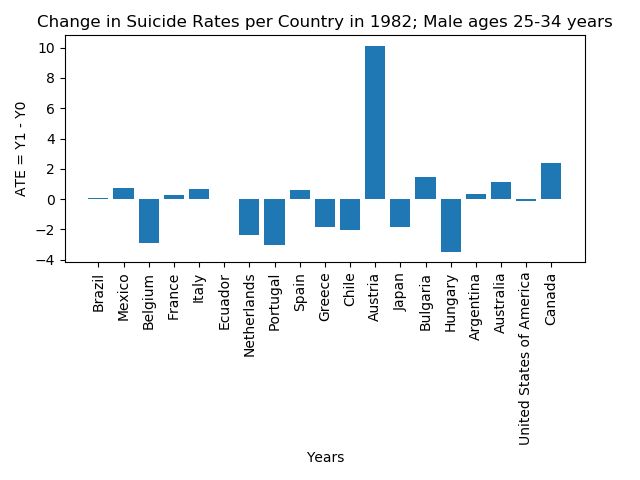 Change in Suicide Rates per Country in 1982; Male ages 25-34 years
ATE = Y1 - Y0
10
8
6
4
2
0
−2
−4
Brazil
Mexico
Belgium
France
Italy
Ecuador
Netherlands
Portugal
Spain
Greece
Chile
Austria
Japan
Bulgaria
Hungary
Argentina
Australia
United States of America
Canada
Years